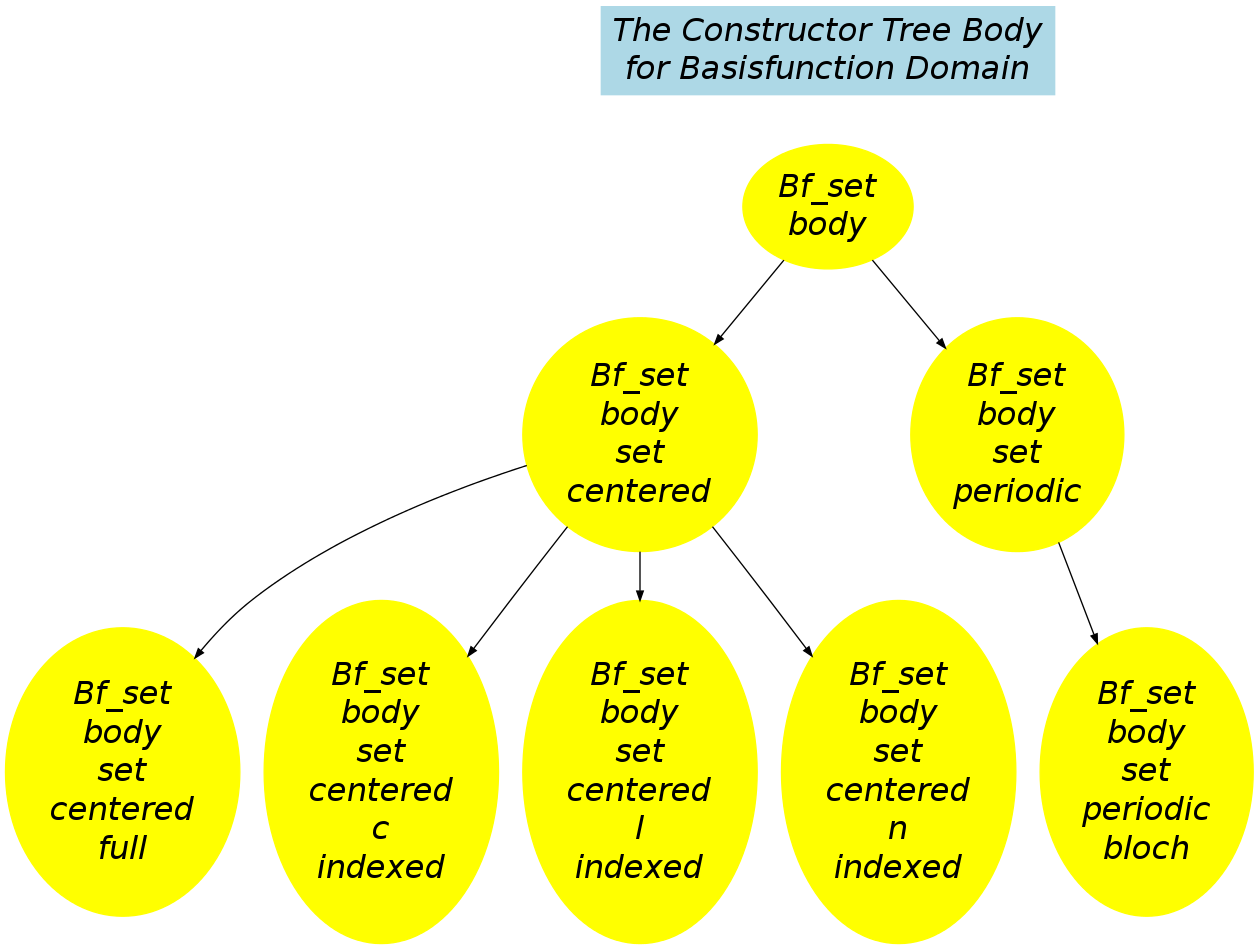 The Constructor Tree Body
for Basisfunction Domain
Bf_set
body
Bf_set
body
set
centered
Bf_set
body
set
periodic
Bf_set
body
set
centered
full
Bf_set
body
set
centered
c
indexed
Bf_set
body
set
centered
l
indexed
Bf_set
body
set
centered
n
indexed
Bf_set
body
set
periodic
bloch